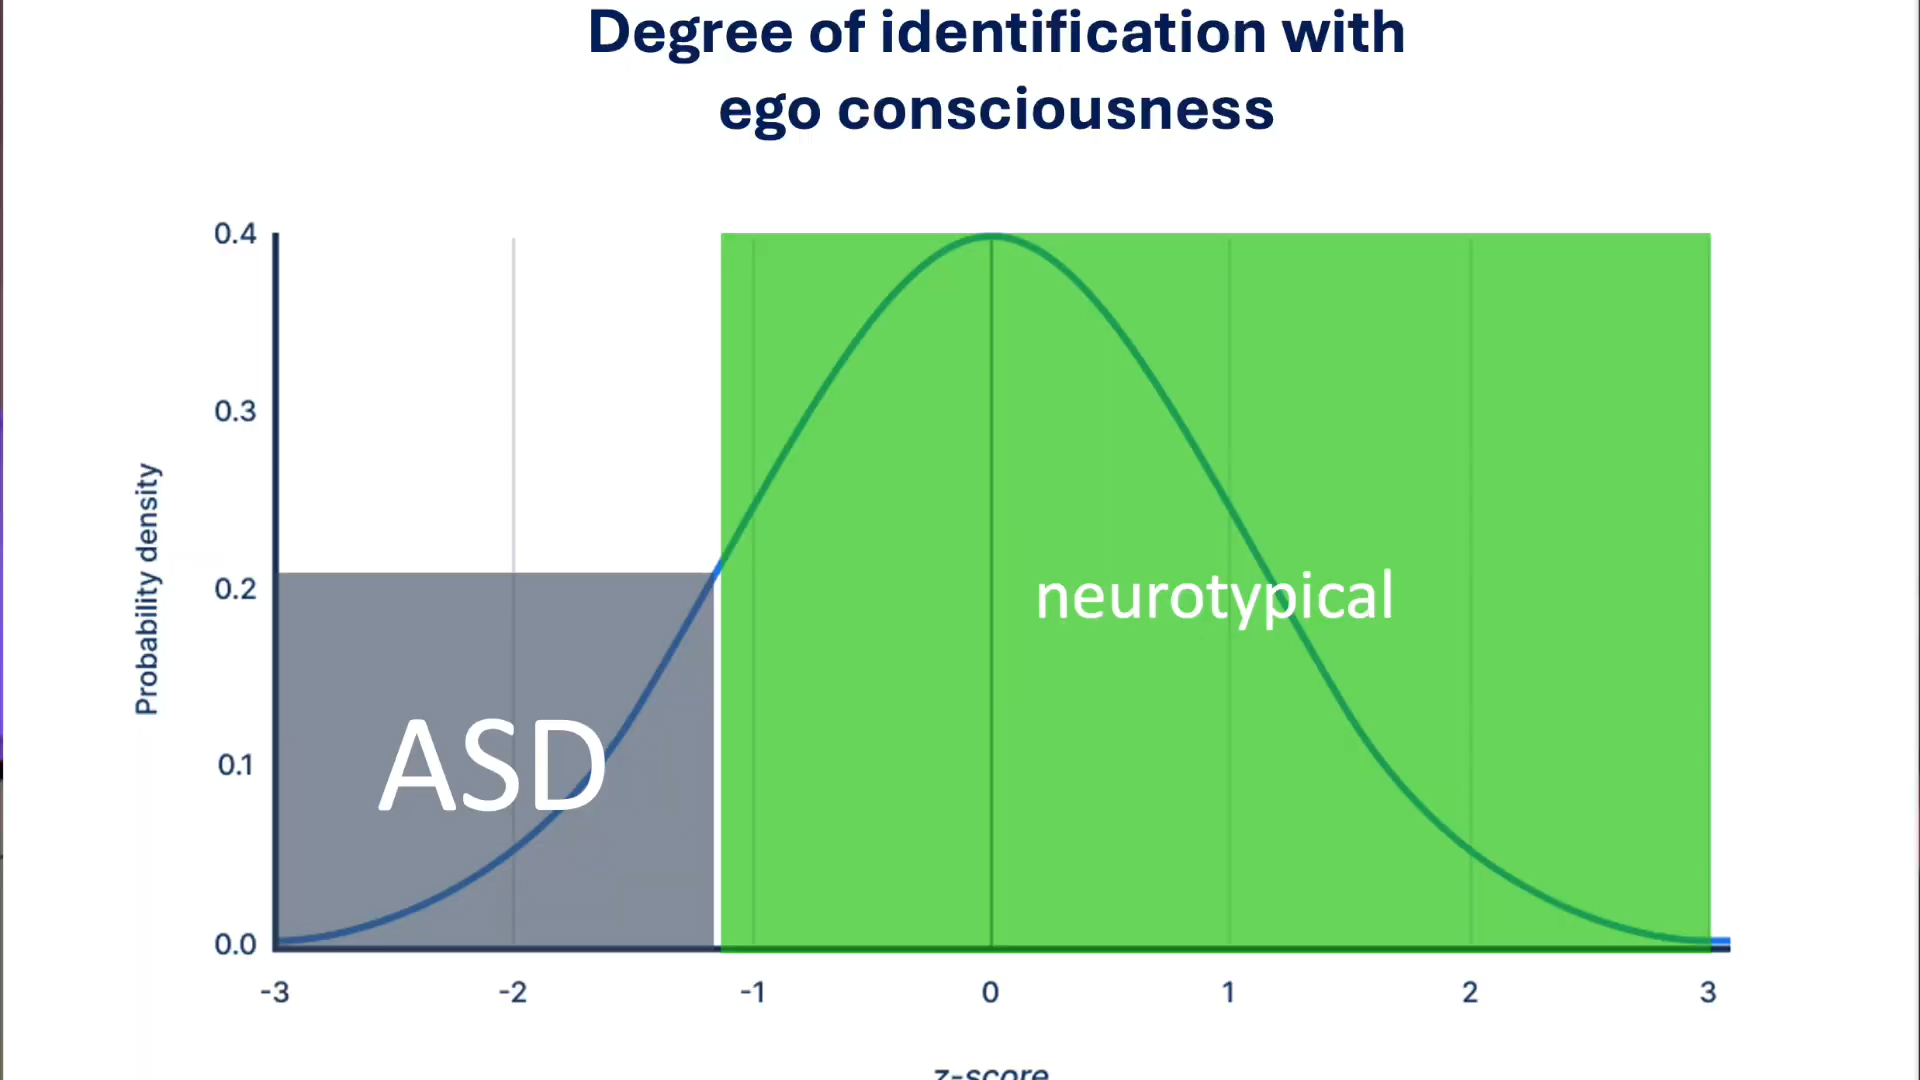 Degree of identification with
ego consciousness
0.4
0.3
0.2
0.1
0.0
Probability density
neurotypical
ASD
-3 -2 -1 0 1 2 3
z-score